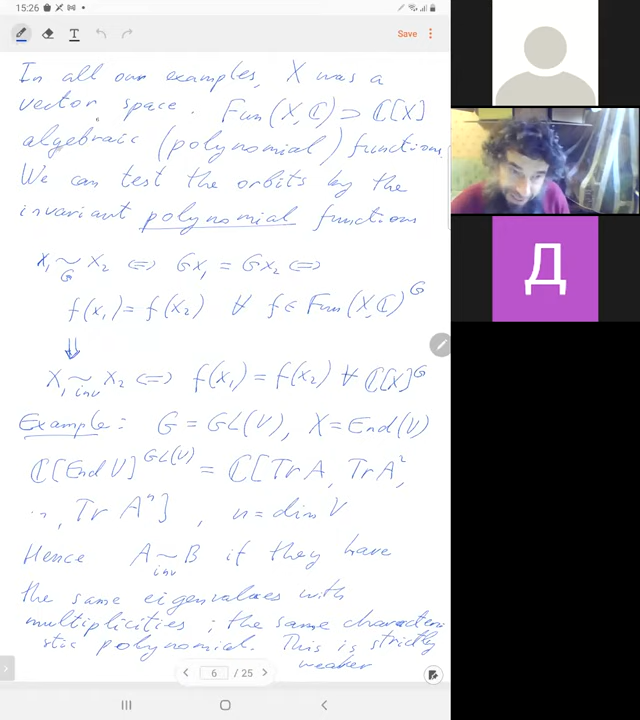 15:26
T
Save
In all our examples, X was a
vector space. Fun(X,ℂ) ⊃ ℂ[X]
algebraic (polynomial) functions.
We can test the orbits by the
invariant polynomial functions
x₁ ~_G x₂ ⇔ Gx₁ = Gx₂ ⇔
f(x₁) = f(x₂) ∀ f ∈ Fun(X,ℂ)^G
⇓
x₁ ~_inv x₂ ⇔ f(x₁) = f(x₂) ∀ ℂ[X]^G
Example: G = GL(V), X = End(V)
ℂ[End V]^GL(V) = ℂ[Tr A, Tr A²,
.., Tr Aⁿ], n = dim V
Hence A ~_inv B if they have
the same eigenvalues with
multiplicities; the same characteri
stic polynomial. This is strictly
weaker
6 / 25
Д